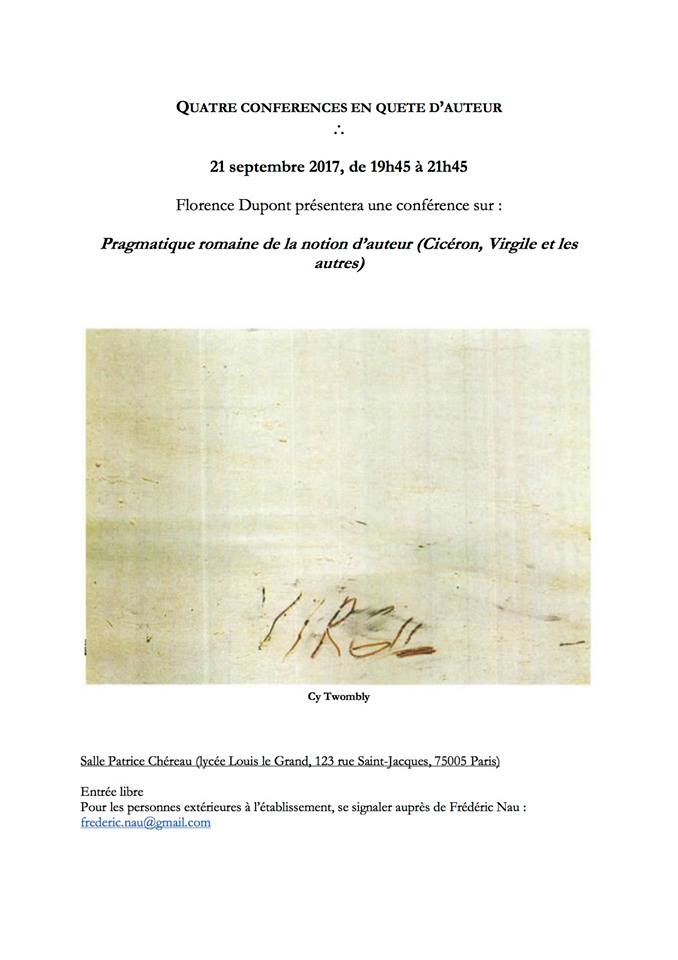 QUATRE CONFERENCES EN QUETE D'AUTEUR
∴
21 septembre 2017, de 19h45 à 21h45
Florence Dupont présentera une conférence sur :
Pragmatique romaine de la notion d'auteur (Cicéron, Virgile et les
autres)
VIRGIL
Cy Twombly
Salle Patrice Chéreau (lycée Louis le Grand, 123 rue Saint-Jacques, 75005 Paris)
Entrée libre
Pour les personnes extérieures à l'établissement, se signaler auprès de Frédéric Nau :
frederic.nau@gmail.com